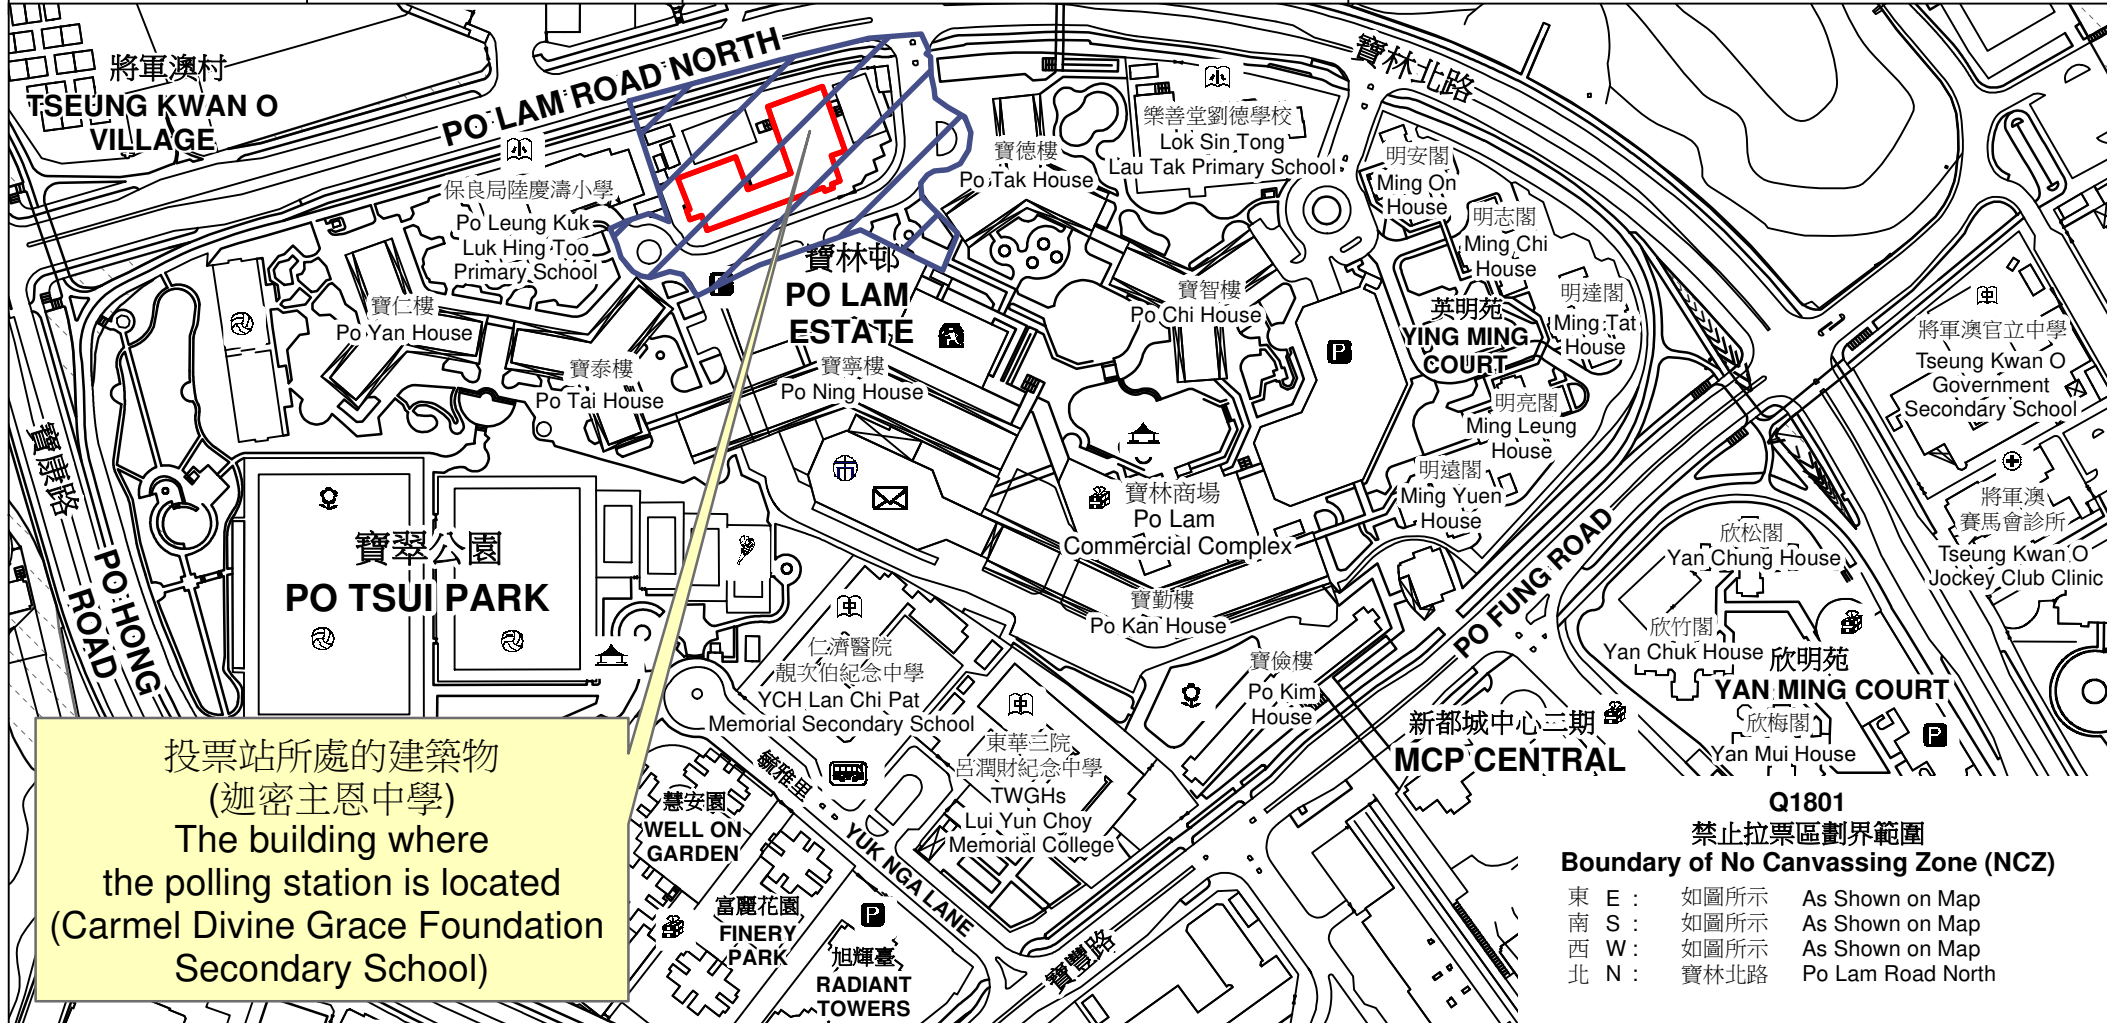 將軍澳村
TSEUNG KWAN O
VILLAGE
PO LAM ROAD NORTH
寶林北路
保良局陸慶濤小學
Po Leung Kuk
Luk Hing Too
Primary School
寶德樓
Po Tak House
樂善堂劉德學校
Lok Sin Tong
Lau Tak Primary School
明安閣
Ming On
House
明志閣
Ming Chi
House
明達閣
Ming Tat
House
英明苑
YING MING
COURT
明亮閣
Ming Leung
House
明遠閣
Ming Yuen
House
寶林邨
PO LAM
ESTATE
寶智樓
Po Chi House
寶仁樓
Po Yan House
寶泰樓
Po Tai House
寶寧樓
Po Ning House
P
P
將軍澳官立中學
Tseung Kwan O
Government
Secondary School
將軍澳
賽馬會診所
Tseung Kwan O
Jockey Club Clinic
寶康路
PO HONG
ROAD
寶翠公園
PO TSUI PARK
寶林商場
Po Lam
Commercial Complex
寶勤樓
Po Kan House
寶儉樓
Po Kim
House
PO FUNG ROAD
寶豐路
欣松閣
Yan Chung House
欣竹閣
Yan Chuk House
欣明苑
YAN MING COURT
欣梅閣
Yan Mui House
P
新都城中心三期
MCP CENTRAL
仁濟醫院
靚次伯紀念中學
YCH Lan Chi Pat
Memorial Secondary School
東華三院
呂潤財紀念中學
TWGHs
Lui Yun Choy
Memorial College
毓雅里
YUK NGA LANE
慧安園
WELL ON
GARDEN
富麗花園
FINERY
PARK
P
旭輝臺
RADIANT
TOWERS
投票站所處的建築物
(迦密主恩中學)
The building where
the polling station is located
(Carmel Divine Grace Foundation
Secondary School)
Q1801
禁止拉票區劃界範圍
Boundary of No Canvassing Zone (NCZ)
東 E : 如圖所示 As Shown on Map
南 S : 如圖所示 As Shown on Map
西 W : 如圖所示 As Shown on Map
北 N : 寶林北路 Po Lam Road North